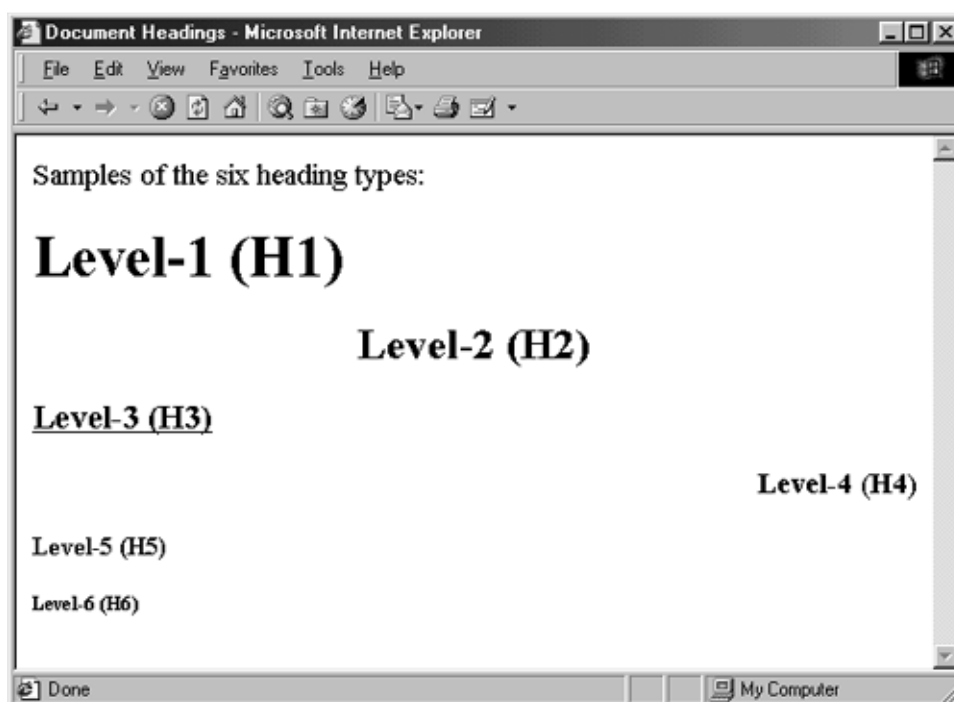 Document Headings - Microsoft Internet Explorer
File Edit View Favorites Tools Help
Samples of the six heading types:
Level-1 (H1)
Level-2 (H2)
Level-3 (H3)
Level-4 (H4)
Level-5 (H5)
Level-6 (H6)
Done My Computer